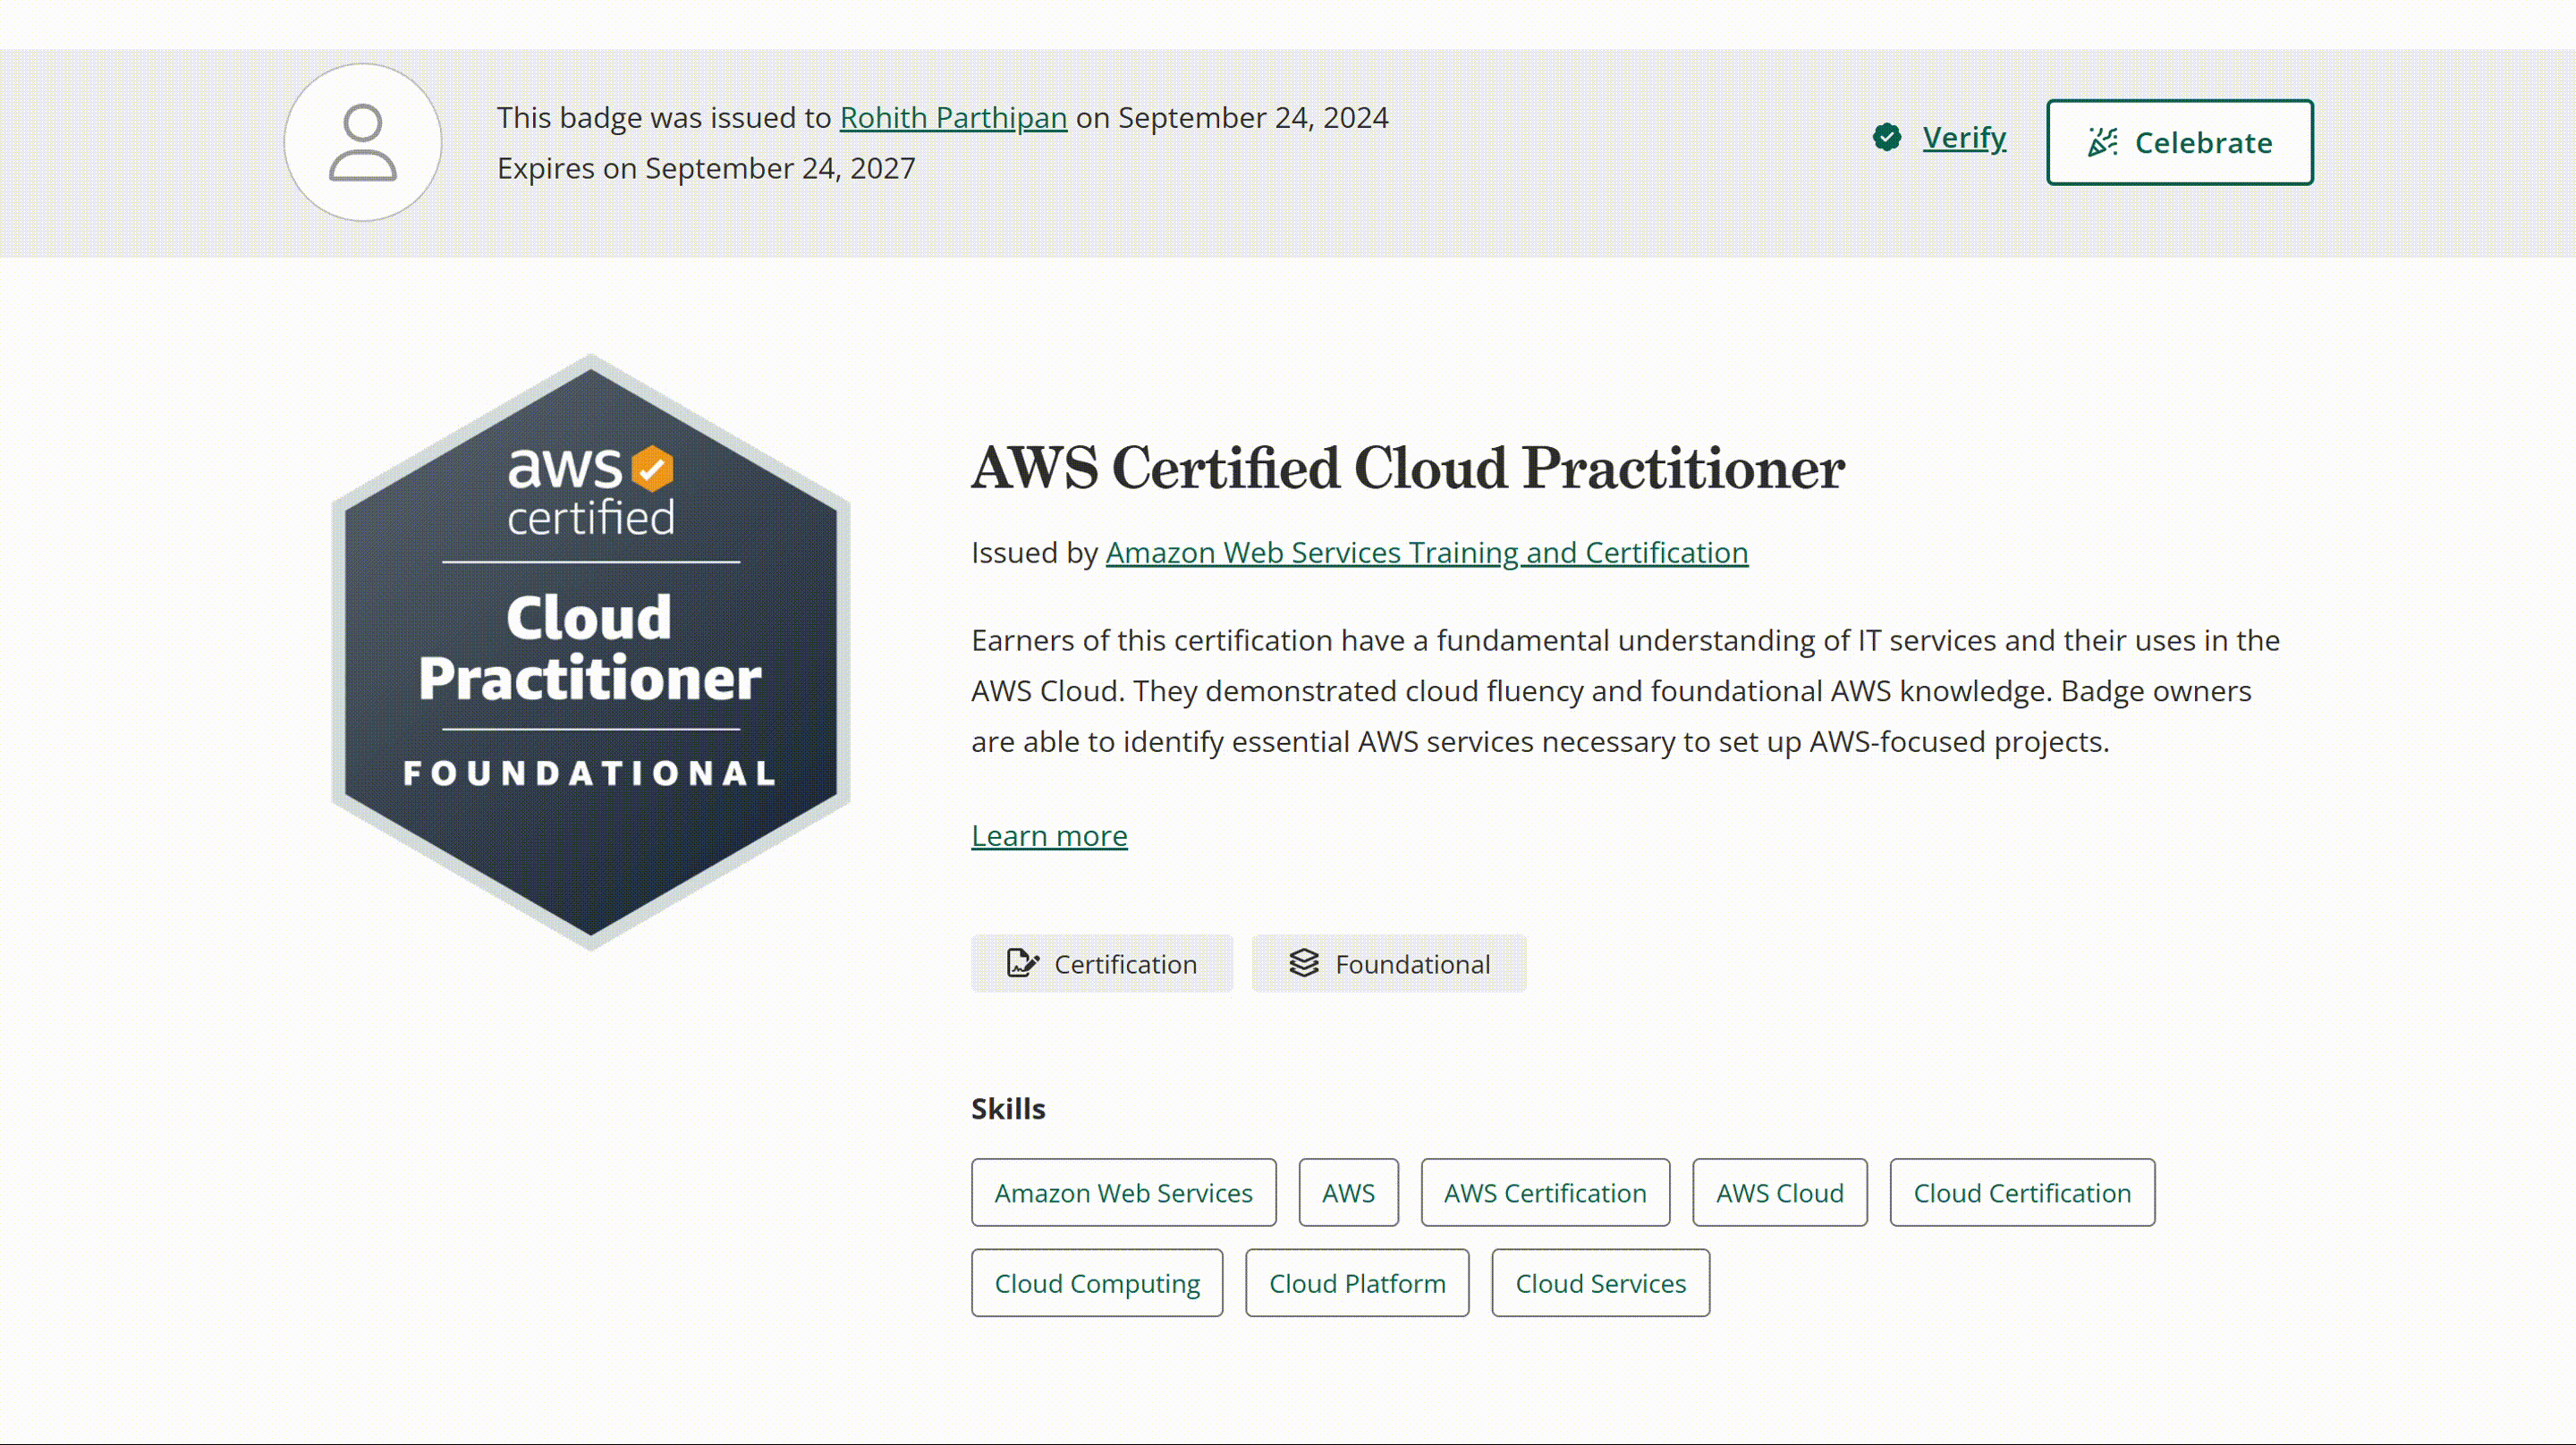 This badge was issued to Rohith Parthipan on September 24, 2024
Expires on September 24, 2027
Verify
Celebrate
aws
certified
Cloud
Practitioner
FOUNDATIONAL
AWS Certified Cloud Practitioner
Issued by Amazon Web Services Training and Certification
Earners of this certification have a fundamental understanding of IT services and their uses in the
AWS Cloud. They demonstrated cloud fluency and foundational AWS knowledge. Badge owners
are able to identify essential AWS services necessary to set up AWS-focused projects.
Learn more
Certification Foundational
Skills
Amazon Web Services AWS AWS Certification AWS Cloud Cloud Certification
Cloud Computing Cloud Platform Cloud Services